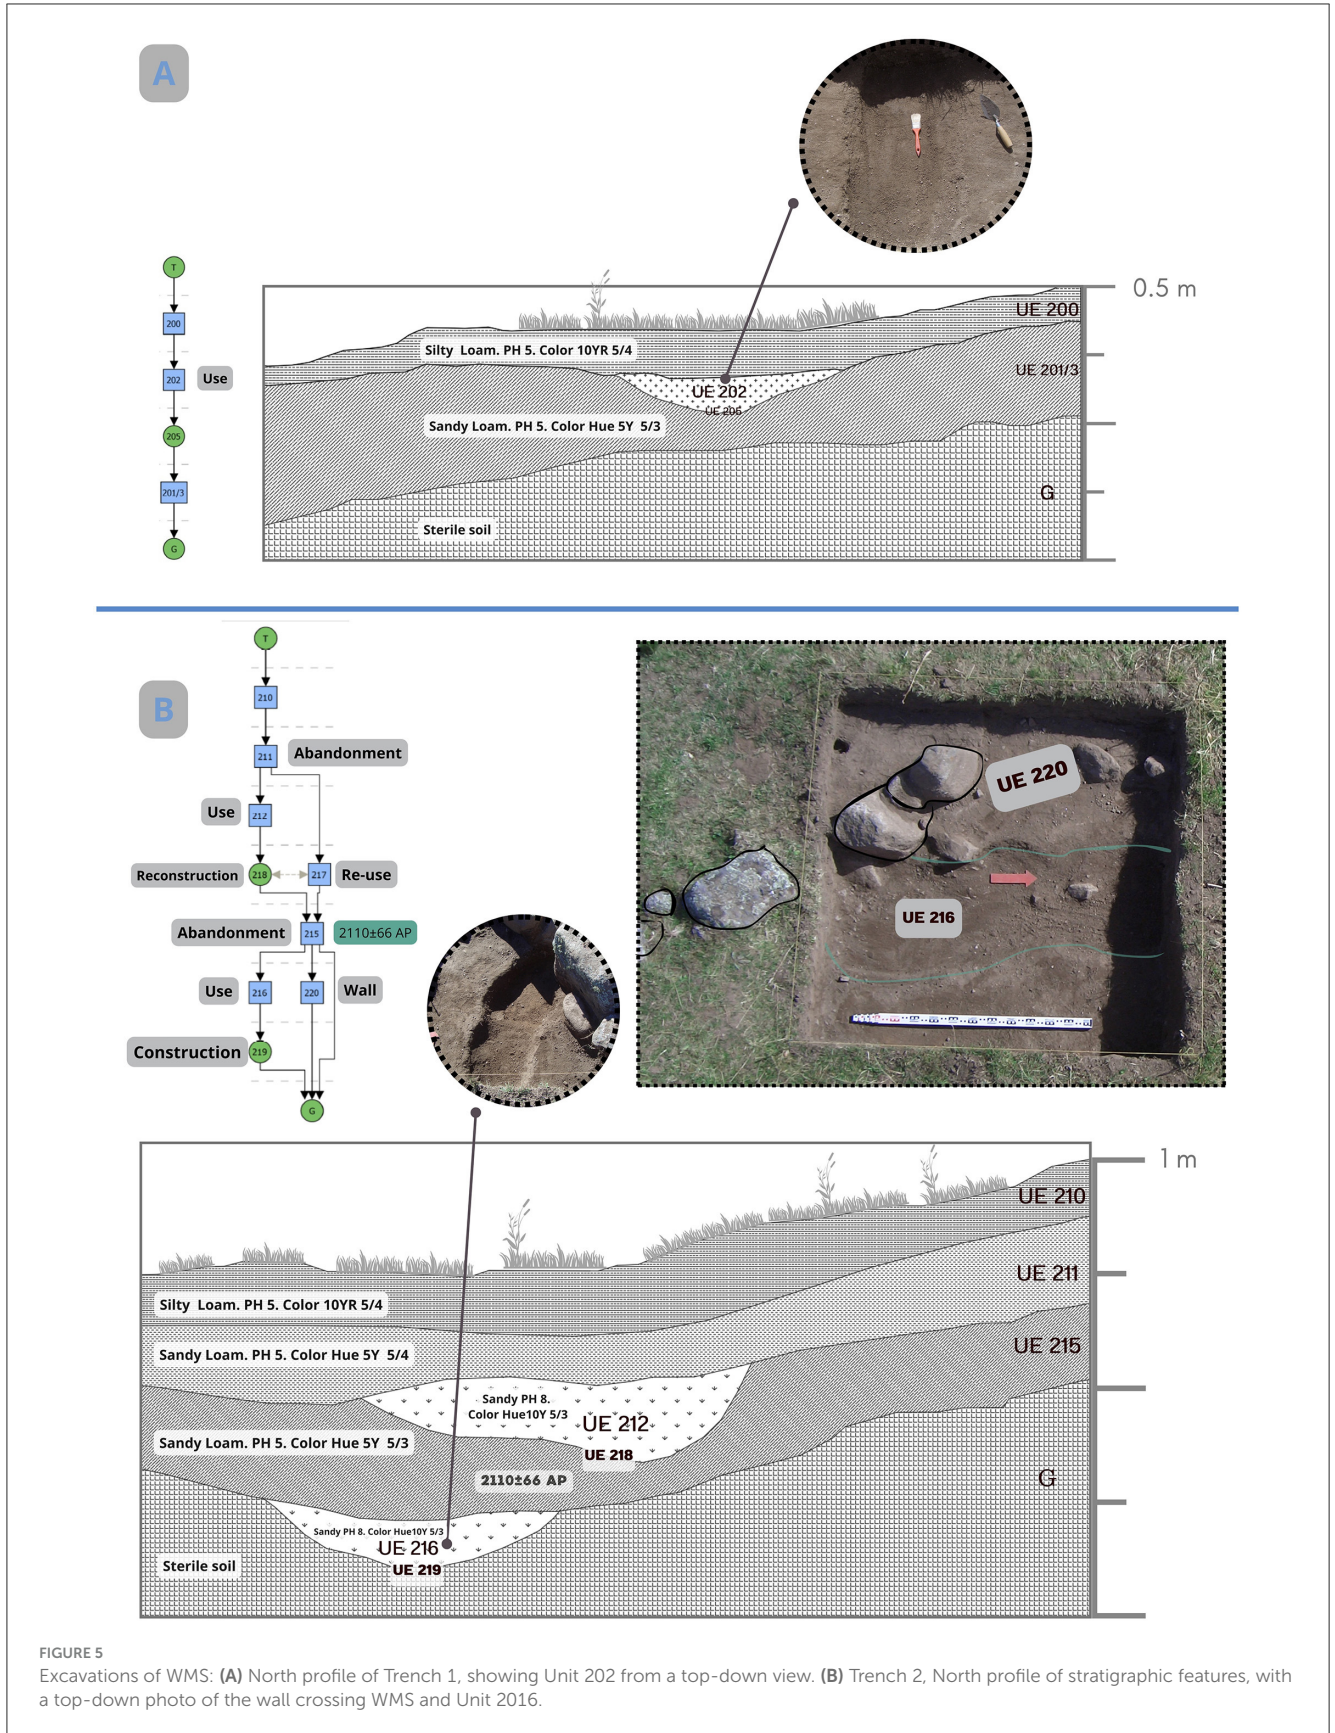 A
0.5 m
T
200
UE 200
Silty Loam. PH 5. Color 10YR 5/4
UE 201/3
202
Use
UE 202
UE 206
Sandy Loam. PH 5. Color Hue 5Y 5/3
205
201/3
G
Sterile soil
G
T
B
210
211
Abandonment
UE 220
Use
212
Reconstruction
218
217
Re-use
UE 216
Abandonment
215
2110±66 AP
Use
216
220
Wall
Construction
219
G
1 m
UE 210
UE 211
Silty Loam. PH 5. Color 10YR 5/4
UE 215
Sandy Loam. PH 5. Color Hue 5Y 5/4
Sandy PH 8.
Color Hue10Y 5/3
UE 212
Sandy Loam. PH 5. Color Hue 5Y 5/3
UE 218
2110±66 AP
G
Sandy PH 8. Color Hue10Y 5/3
UE 216
Sterile soil
UE 219
FIGURE 5
Excavations of WMS: (A) North profile of Trench 1, showing Unit 202 from a top-down view. (B) Trench 2, North profile of stratigraphic features, with
a top-down photo of the wall crossing WMS and Unit 2016.